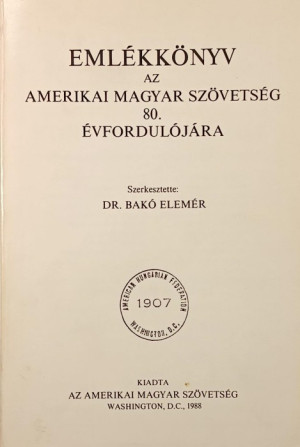 EMLÉKKÖNYV
AZ
AMERIKAI MAGYAR SZÖVETSÉG
80.
ÉVFORDULÓJÁRA
Szerkesztette:
DR. BAKÓ ELEMÉR
AMERICAN HUNGARIAN FEDERATION
1907
WASHINGTON, D.C.
KIADTA
AZ AMERIKAI MAGYAR SZÖVETSÉG
WASHINGTON, D.C., 1988